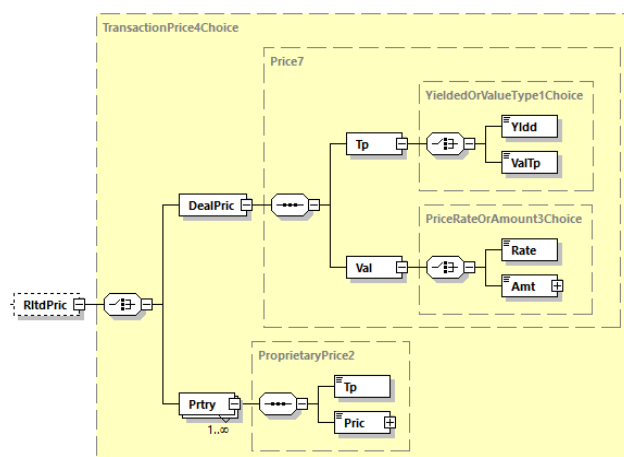 TransactionPrice4Choice
Price7
YieldedOrValueType1Choice
Yldd
Tp
ValTp
DealPric
PriceRateOrAmount3Choice
Rate
Val
Amt
RltdPric
ProprietaryPrice2
Tp
Prtry
Pric
1..∞